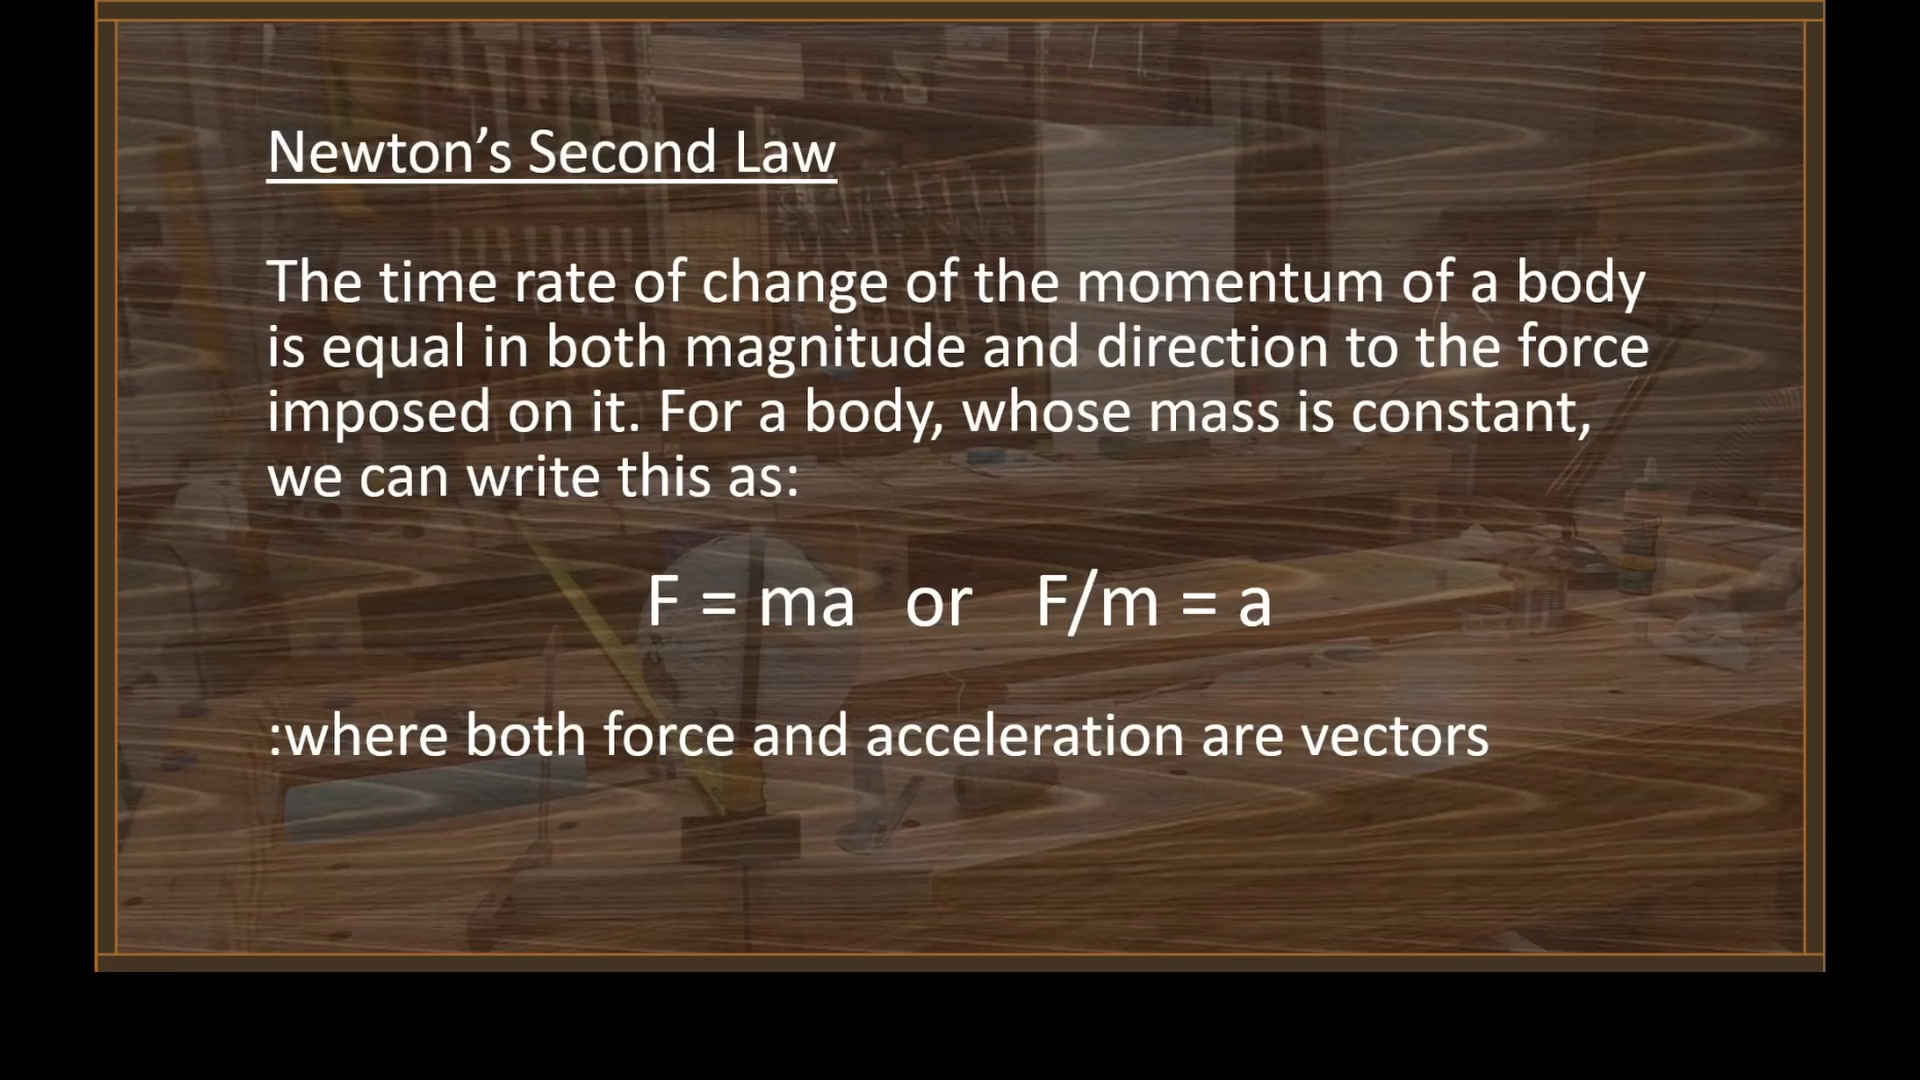 Newton’s Second Law
The time rate of change of the momentum of a body
is equal in both magnitude and direction to the force
imposed on it. For a body, whose mass is constant,
we can write this as:
F = ma or F/m = a
:where both force and acceleration are vectors